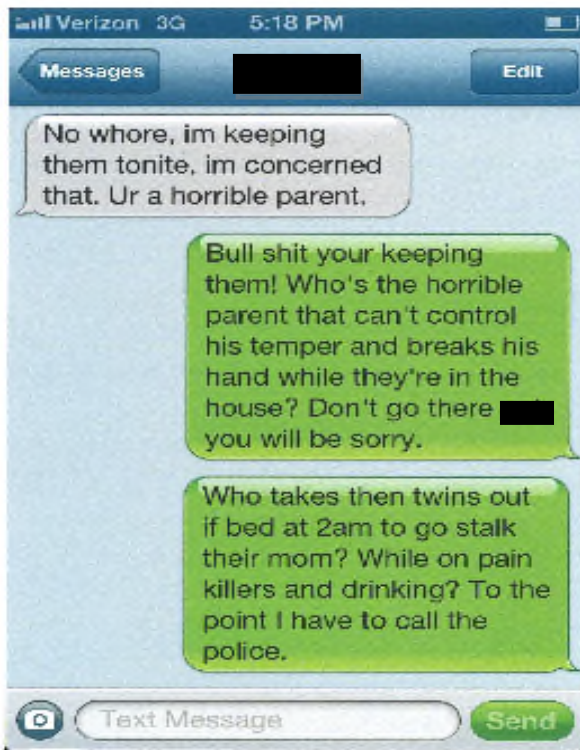 Verizon 3G 5:18 PM
Messages Edit
No whore, im keeping
them tonite, im concerned
that. Ur a horrible parent.
Bull shit your keeping
them! Who's the horrible
parent that can't control
his temper and breaks his
hand while they're in the
house? Don't go there
you will be sorry.
Who takes then twins out
if bed at 2am to go stalk
their mom? While on pain
killers and drinking? To the
point I have to call the
police.
Text Message Send